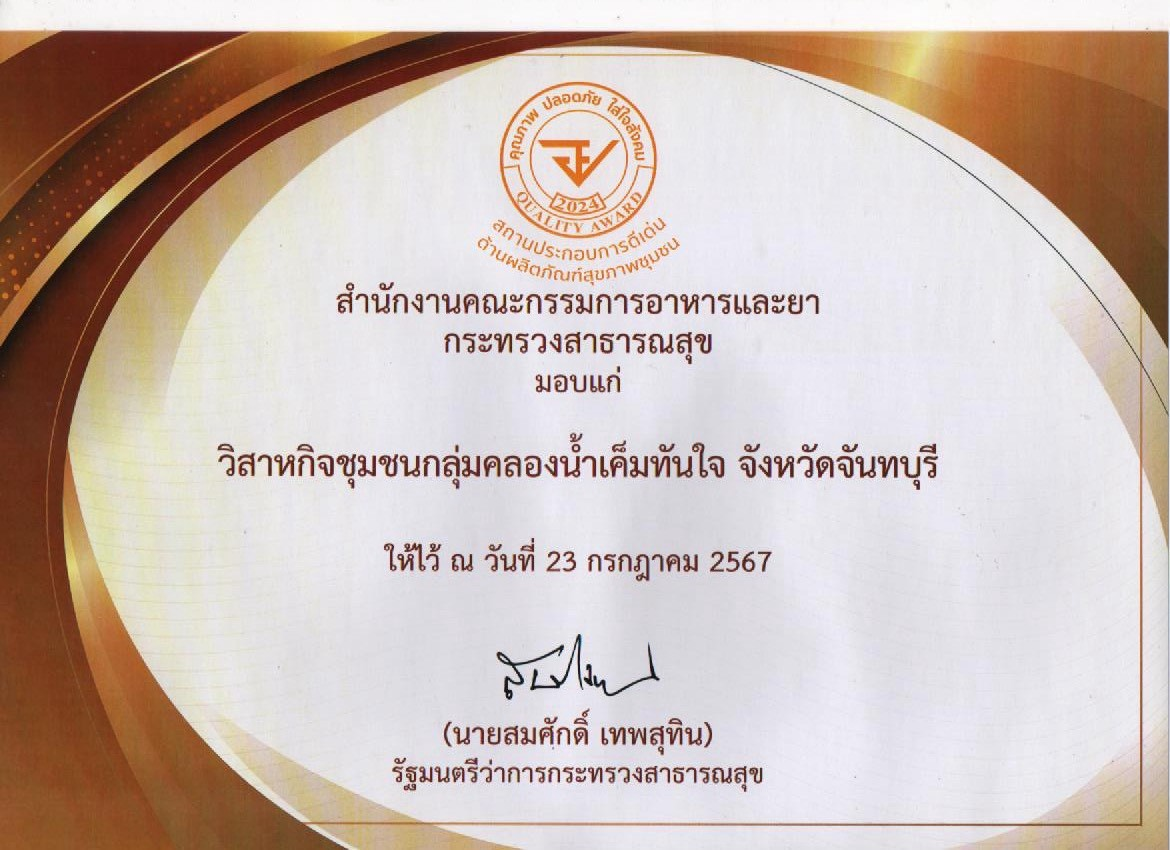 คุณภาพ ปลอดภัย ใส่ใจสังคม
อย
2024
QUALITY AWARD
สถานประกอบการดีเด่น
ด้านผลิตภัณฑ์สุขภาพชุมชน
สำนักงานคณะกรรมการอาหารและยา
กระทรวงสาธารณสุข
มอบแก่
วิสาหกิจชุมชนกลุ่มคลองน้ำเค็มทันใจ จังหวัดจันทบุรี
ให้ไว้ ณ วันที่ 23 กรกฎาคม 2567
(นายสมศักดิ์ เทพสุทิน)
รัฐมนตรีว่าการกระทรวงสาธารณสุข